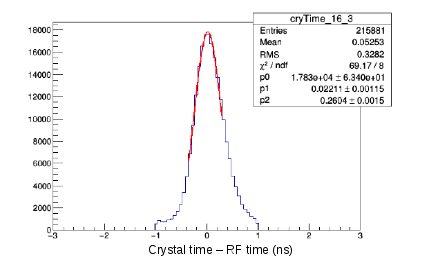 cryTime_16_3
Entries 215881
Mean 0.05253
RMS 0.3282
χ² / ndf 69.17 / 8
p0 1.783e+04 ± 6.340e+01
p1 0.02211 ± 0.00115
p2 0.2604 ± 0.0015
18000
16000
14000
12000
10000
8000
6000
4000
2000
0
−3 −2 −1 0 1 2 3
Crystal time – RF time (ns)